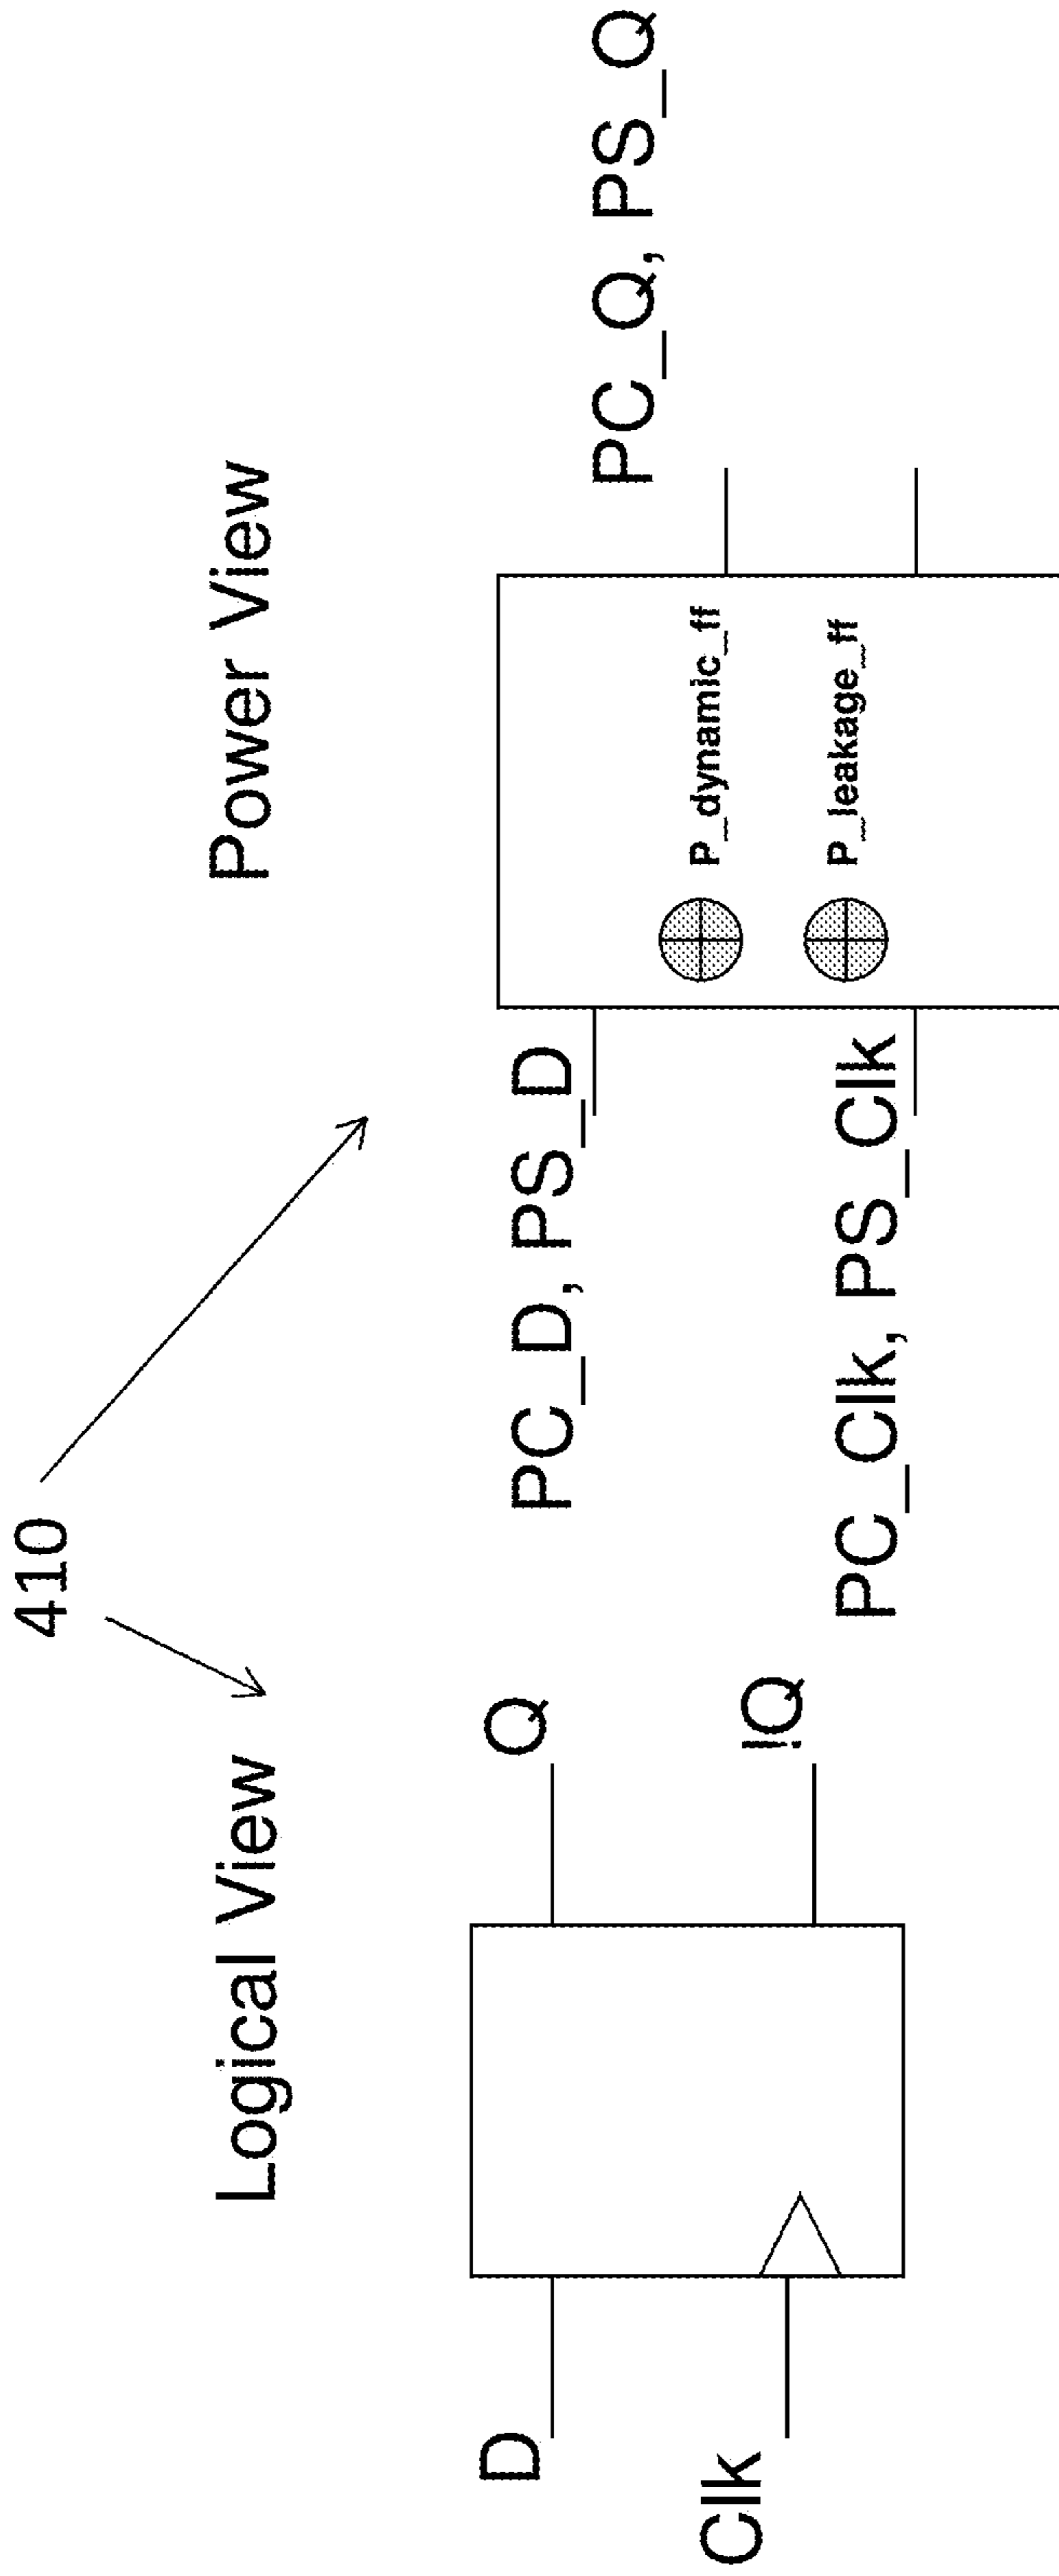 410
Logical View
Power View
D
Clk
Q
!Q
PC_D, PS_D
PC_Clk, PS_Clk
P_dynamic_ff
P_leakage_ff
PC_Q, PS_Q